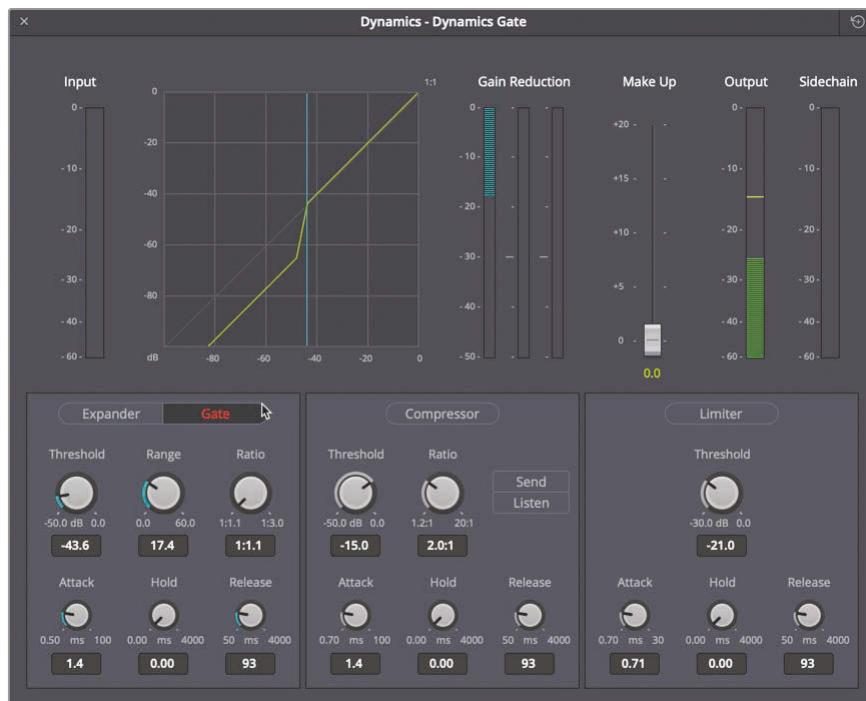 Dynamics - Dynamics Gate
Input
0 -
- 10 -
- 20 -
- 30 -
- 40 -
- 60 -
0
-20
-40
-60
-80
dB
-80
-60
-40
-20
0
1:1
Gain Reduction
0 -
- 10 -
- 20 -
- 30 -
- 40 -
- 50 -
Make Up
+20 -
+15 -
+10 -
+5 -
0 -
0.0
Output
0 -
- 10 -
- 20 -
- 30 -
- 40 -
- 60 -
Sidechain
0 -
- 10 -
- 20 -
- 30 -
- 40 -
- 60 -
Expander Gate
Threshold Range Ratio
-50.0 dB 0.0 0.0 60.0 1:1.1 1:3.0
-43.6 17.4 1:1.1
Attack Hold Release
0.50 ms 100 0.00 ms 4000 50 ms 4000
1.4 0.00 93
Compressor
Threshold Ratio
Send
Listen
-50.0 dB 0.0 1.2:1 20:1
-15.0 2.0:1
Attack Hold Release
0.70 ms 100 0.00 ms 4000 50 ms 4000
1.4 0.00 93
Limiter
Threshold
-30.0 dB 0.0
-21.0
Attack Hold Release
0.70 ms 30 0.00 ms 4000 50 ms 4000
0.71 0.00 93